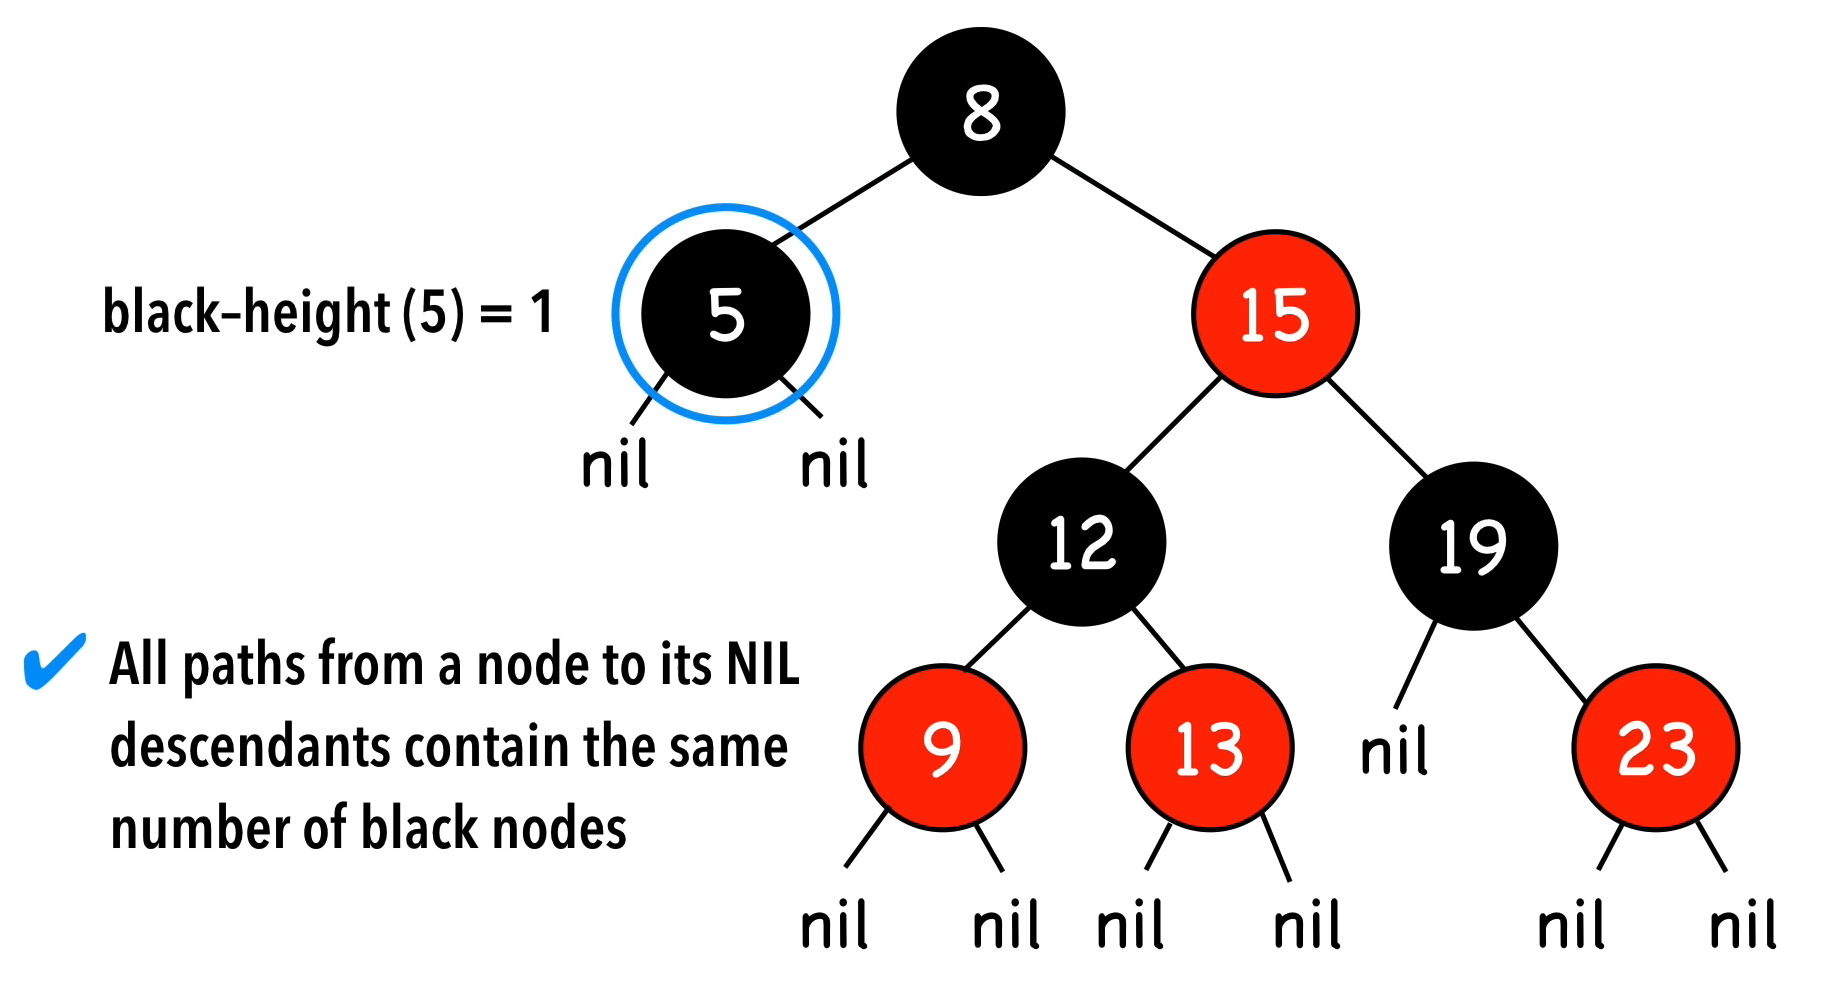 8
black-height (5) = 1
5
15
nil
nil
12
19
All paths from a node to its NIL
descendants contain the same
number of black nodes
9
13
nil
23
nil
nil
nil
nil
nil
nil